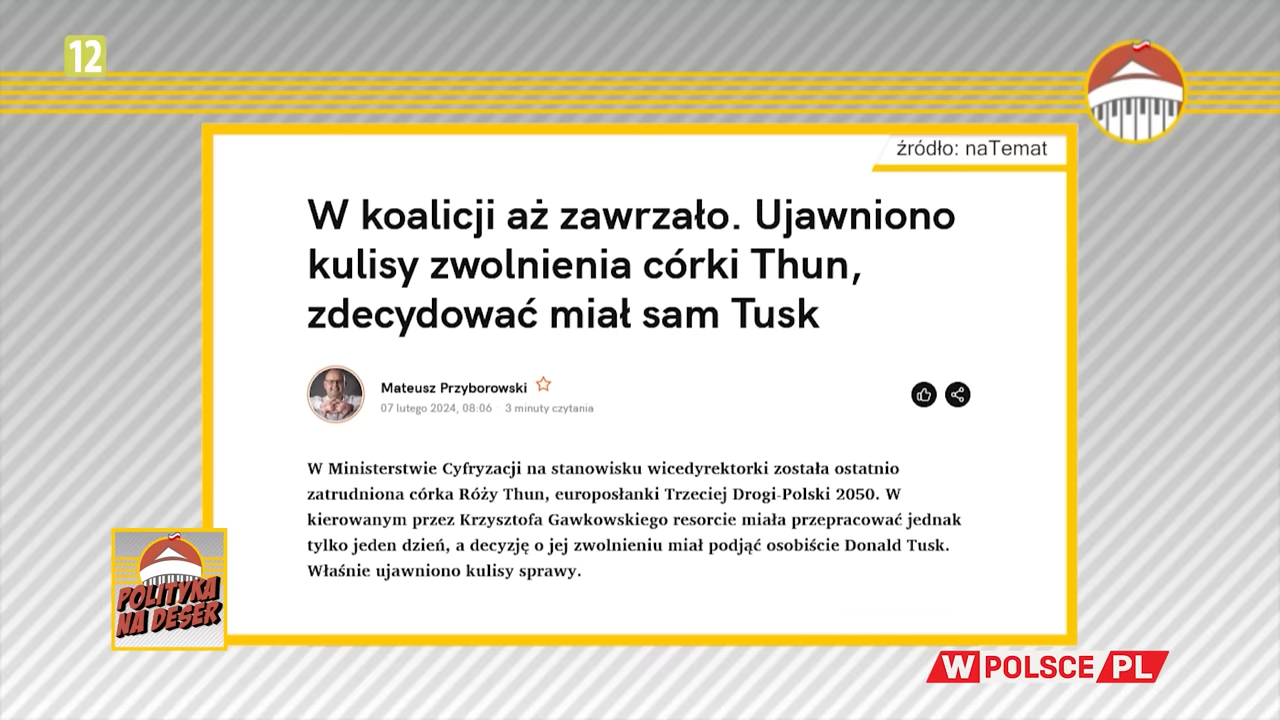 12
źródło: naTemat
W koalicji aż zawrzało. Ujawniono
kulisy zwolnienia córki Thun,
zdecydować miał sam Tusk
Mateusz Przyborowski
07 lutego 2024, 08:06 · 3 minuty czytania
W Ministerstwie Cyfryzacji na stanowisku wicedyrektorki została ostatnio
zatrudniona córka Róży Thun, europosłanki Trzeciej Drogi-Polski 2050. W
kierowanym przez Krzysztofa Gawkowskiego resorcie miała przepracować jednak
tylko jeden dzień, a decyzję o jej zwolnieniu miał podjąć osobiście Donald Tusk.
Właśnie ujawniono kulisy sprawy.
POLITYKA
NA DESER
WPOLSCE PL